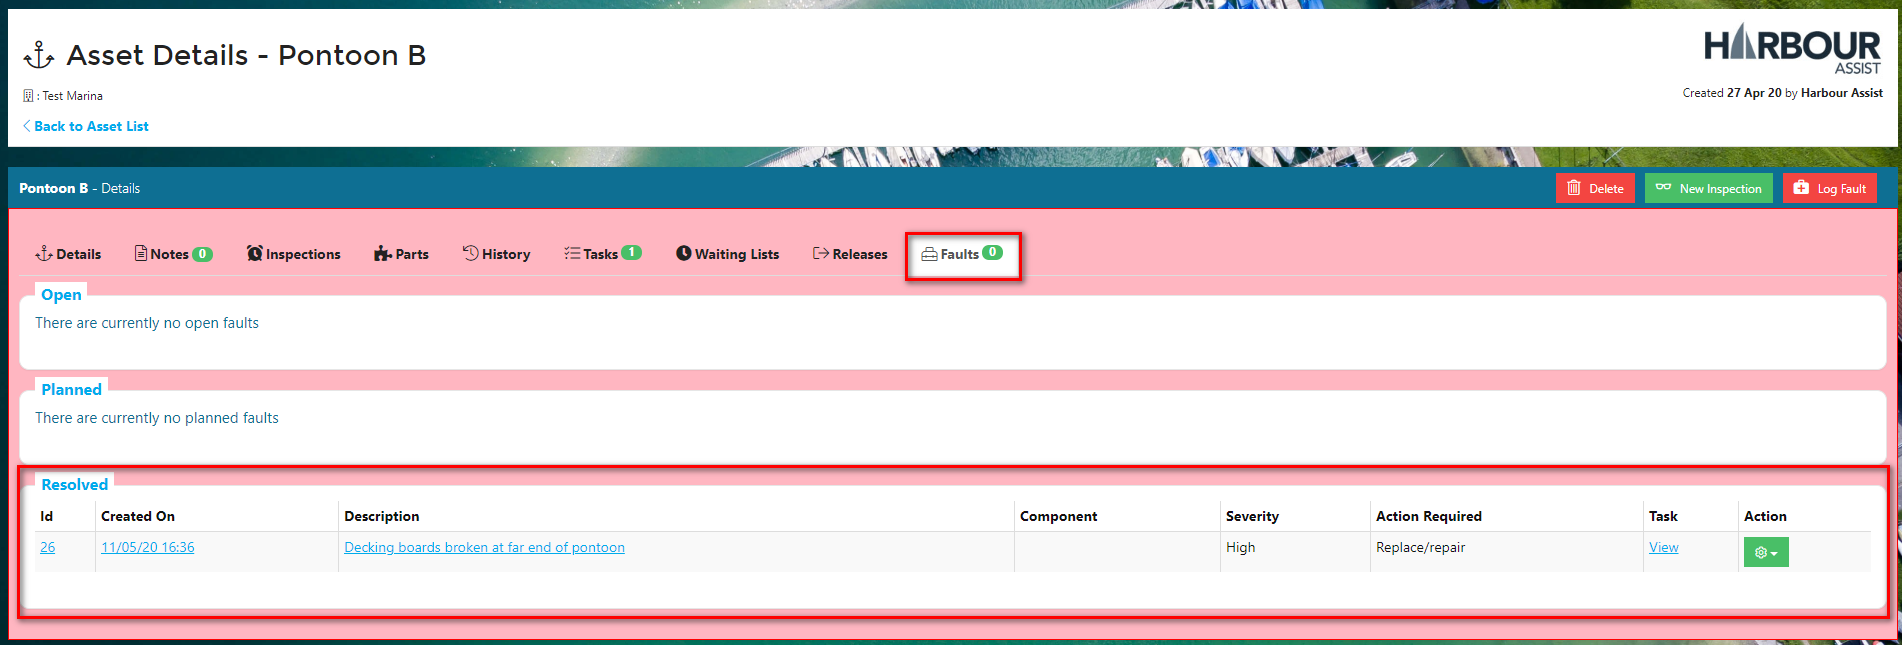 Asset Details - Pontoon B
HARBOUR
ASSIST
: Test Marina
Created 27 Apr 20 by Harbour Assist
Back to Asset List
Pontoon B - Details
Delete
New Inspection
Log Fault
Details
Notes 0
Inspections
Parts
History
Tasks 1
Waiting Lists
Releases
Faults 0
Open
There are currently no open faults
Planned
There are currently no planned faults
Resolved
Id Created On Description Component Severity Action Required Task Action
26 11/05/20 16:36 Decking boards broken at far end of pontoon High Replace/repair View